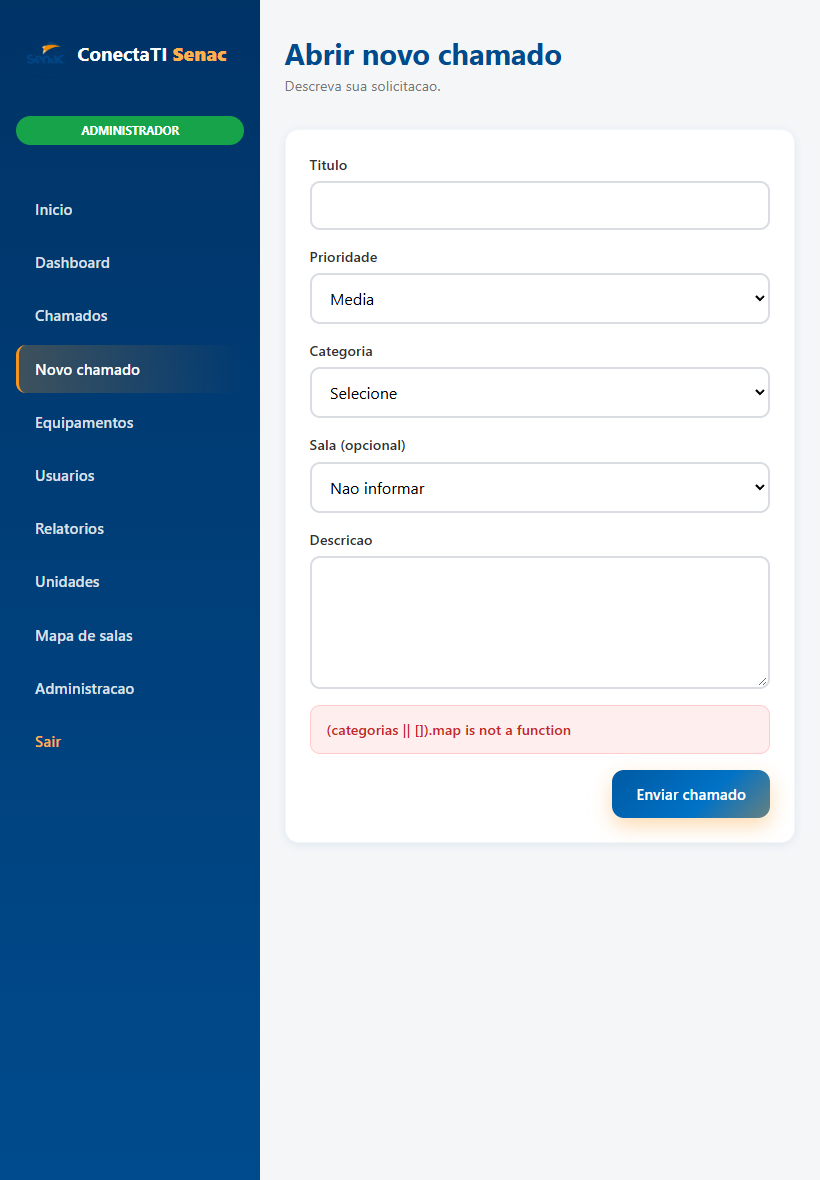 Senac
ConectaTI Senac
ADMINISTRADOR
Inicio
Dashboard
Chamados
Novo chamado
Equipamentos
Usuarios
Relatorios
Unidades
Mapa de salas
Administracao
Sair
Abrir novo chamado
Descreva sua solicitacao.
Titulo
Prioridade
Media
Categoria
Selecione
Sala (opcional)
Nao informar
Descricao
(categorias || []).map is not a function
Enviar chamado